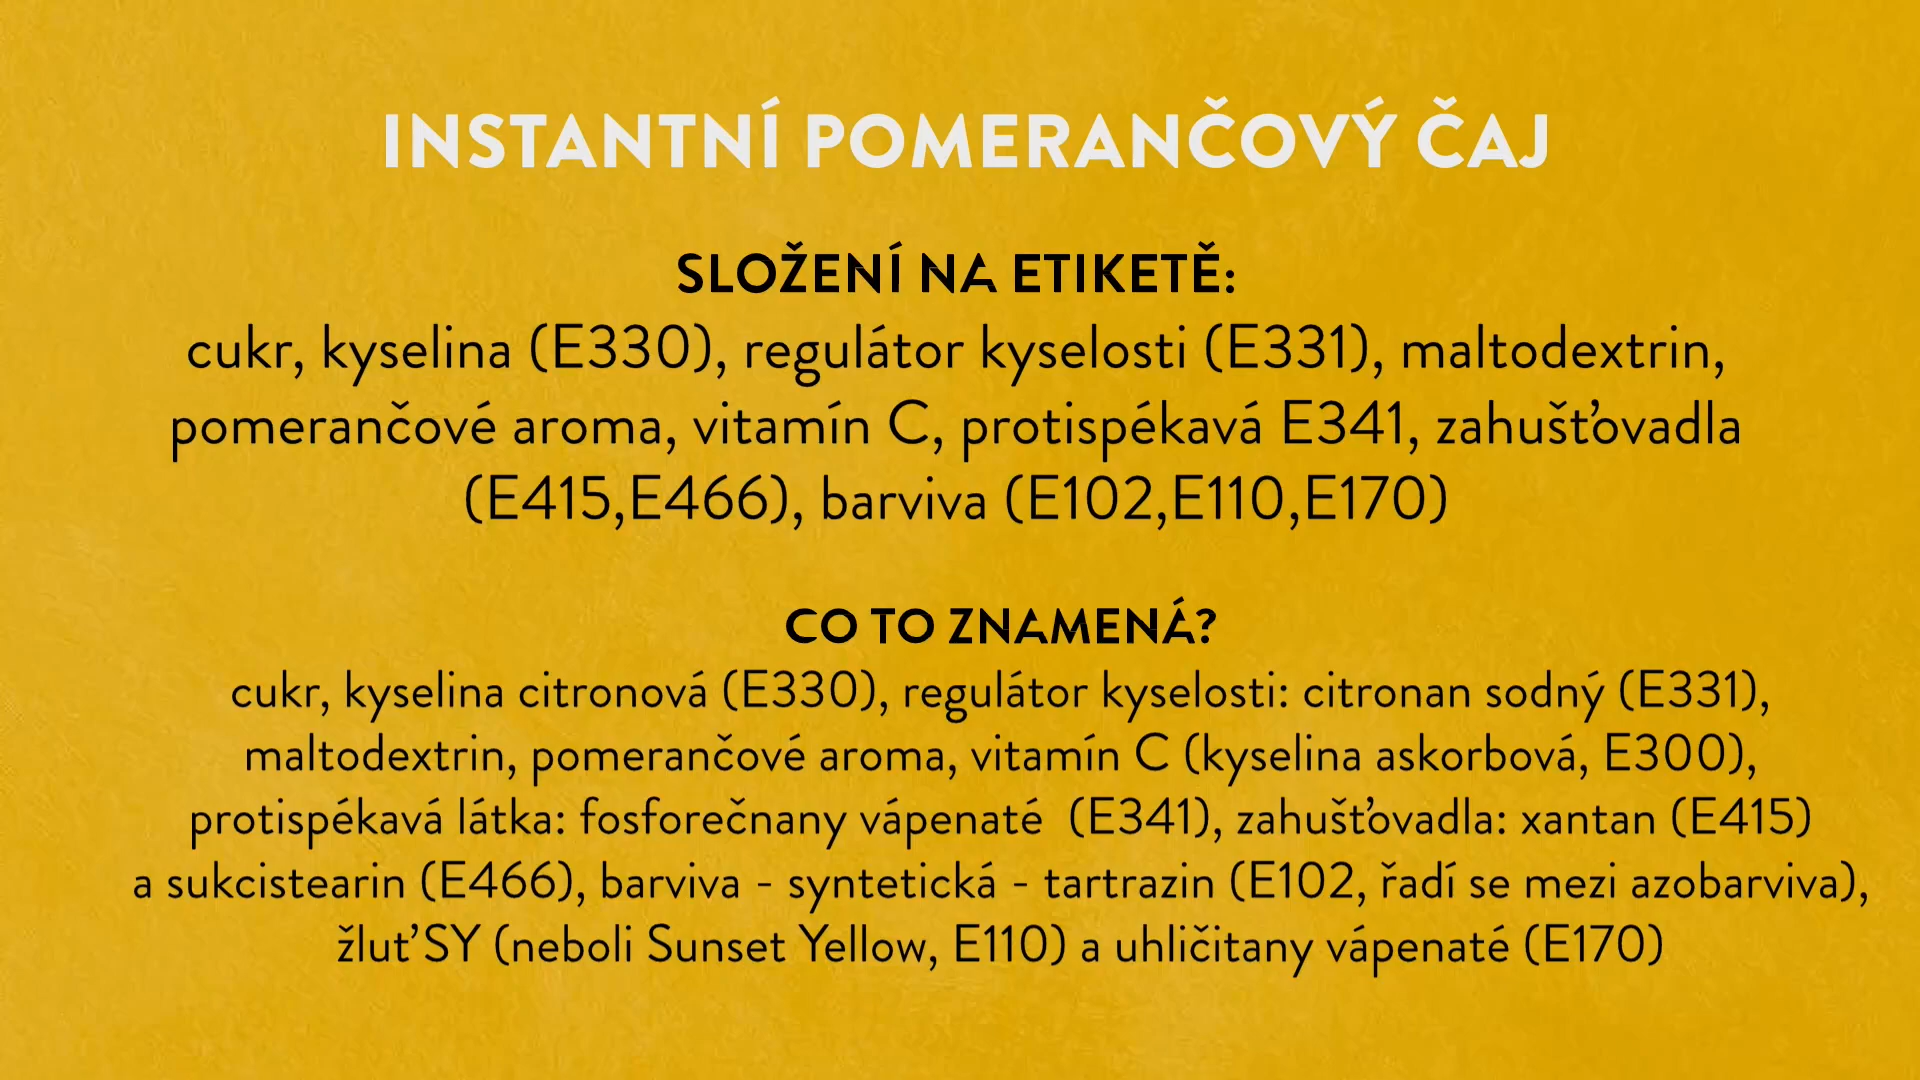 INSTANTNÍ POMERANČOVÝ ČAJ
SLOŽENÍ NA ETIKETĚ:
cukr, kyselina (E330), regulátor kyselosti (E331), maltodextrin,
pomerančové aroma, vitamín C, protispékavá E341, zahušťovadla
(E415,E466), barviva (E102,E110,E170)
CO TO ZNAMENÁ?
cukr, kyselina citronová (E330), regulátor kyselosti: citronan sodný (E331),
maltodextrin, pomerančové aroma, vitamín C (kyselina askorbová, E300),
protispékavá látka: fosforečnany vápenaté (E341), zahušťovadla: xantan (E415)
a sukcistearin (E466), barviva - syntetická - tartrazin (E102, řadí se mezi azobarviva),
žluť SY (neboli Sunset Yellow, E110) a uhličitany vápenaté (E170)